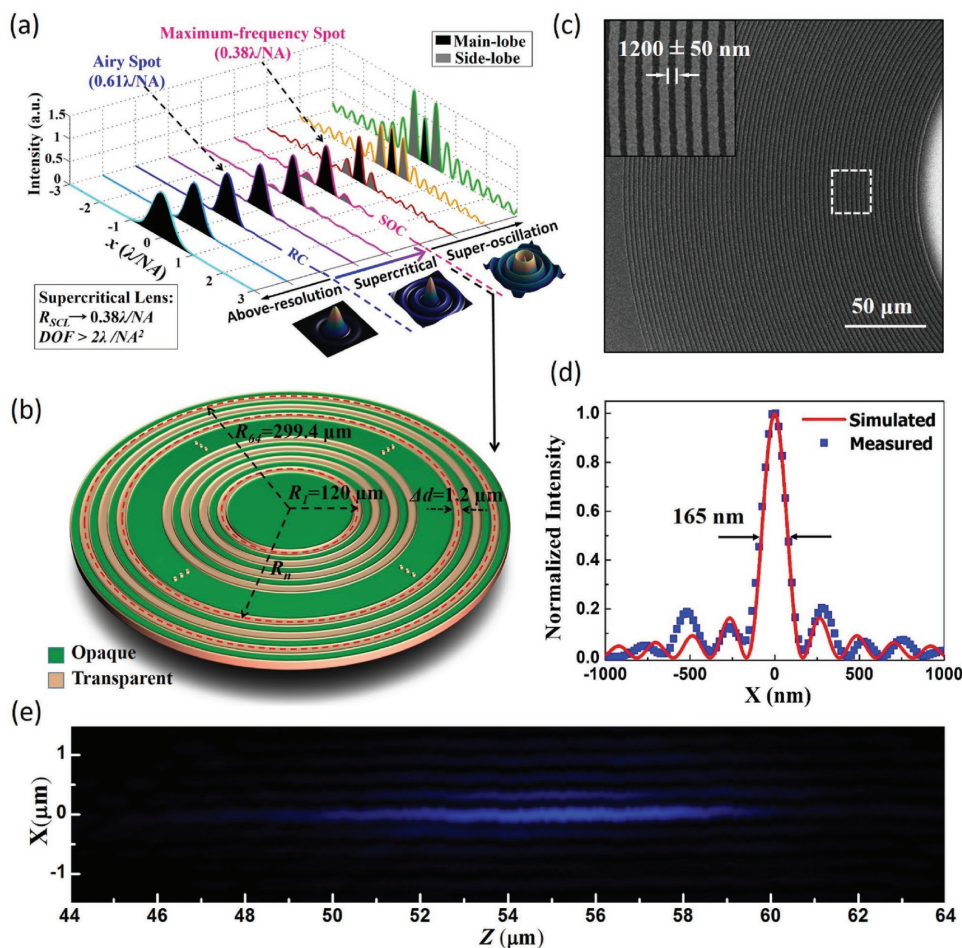 (a)
Maximum-frequency Spot
(0.38λ/NA)
Airy Spot
(0.61λ/NA)
Main-lobe
Side-lobe
Intensity (a.u.)
1.5
1
0.5
0
-3
-2
-1
0
1
2
3
x (λ/NA)
RC
SOC
Above-resolution
Supercritical
Super-oscillation
Supercritical Lens:
R_SCL → 0.38λ/NA
DOF > 2λ /NA²
(b)
R₆₄=299.4 μm
R₁=120 μm
Δd=1.2 μm
Rₙ
Opaque
Transparent
(c)
1200 ± 50 nm
50 μm
(d)
Normalized Intensity
1.0
0.8
0.6
0.4
0.2
0.0
Simulated
Measured
165 nm
-1000
-500
0
500
1000
X (nm)
(e)
X(μm)
1
0
-1
44
46
48
50
52
54
56
58
60
62
64
Z (μm)